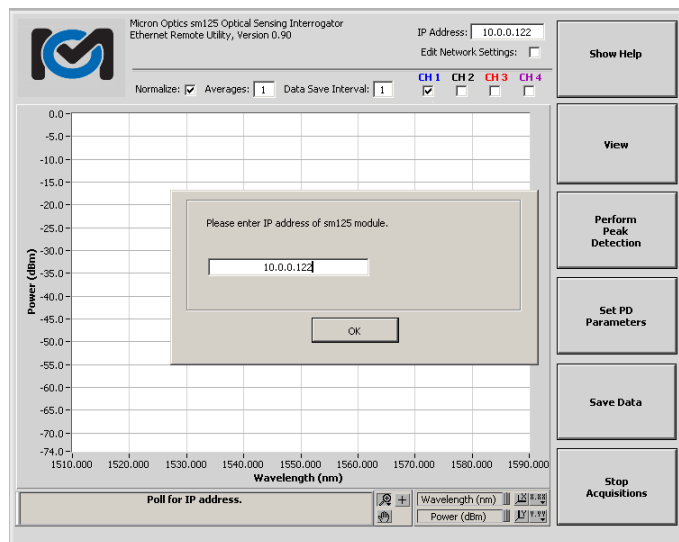 Micron Optics sm125 Optical Sensing Interrogator
Ethernet Remote Utility, Version 0.90
IP Address: 10.0.0.122
Edit Network Settings:
Normalize: Averages: 1 Data Save Interval: 1
CH 1 CH 2 CH 3 CH 4
Show Help
View
Perform
Peak
Detection
Set PD
Parameters
Save Data
Stop
Acquisitions
Power (dBm)
0.0
-5.0
-10.0
-15.0
-20.0
-25.0
-30.0
-35.0
-40.0
-45.0
-50.0
-55.0
-60.0
-65.0
-70.0
-74.0
Please enter IP address of sm125 module.
10.0.0.122
OK
1510.000 1520.000 1530.000 1540.000 1550.000 1560.000 1570.000 1580.000 1590.000
Wavelength (nm)
Poll for IP address.
Wavelength (nm)
Power (dBm)